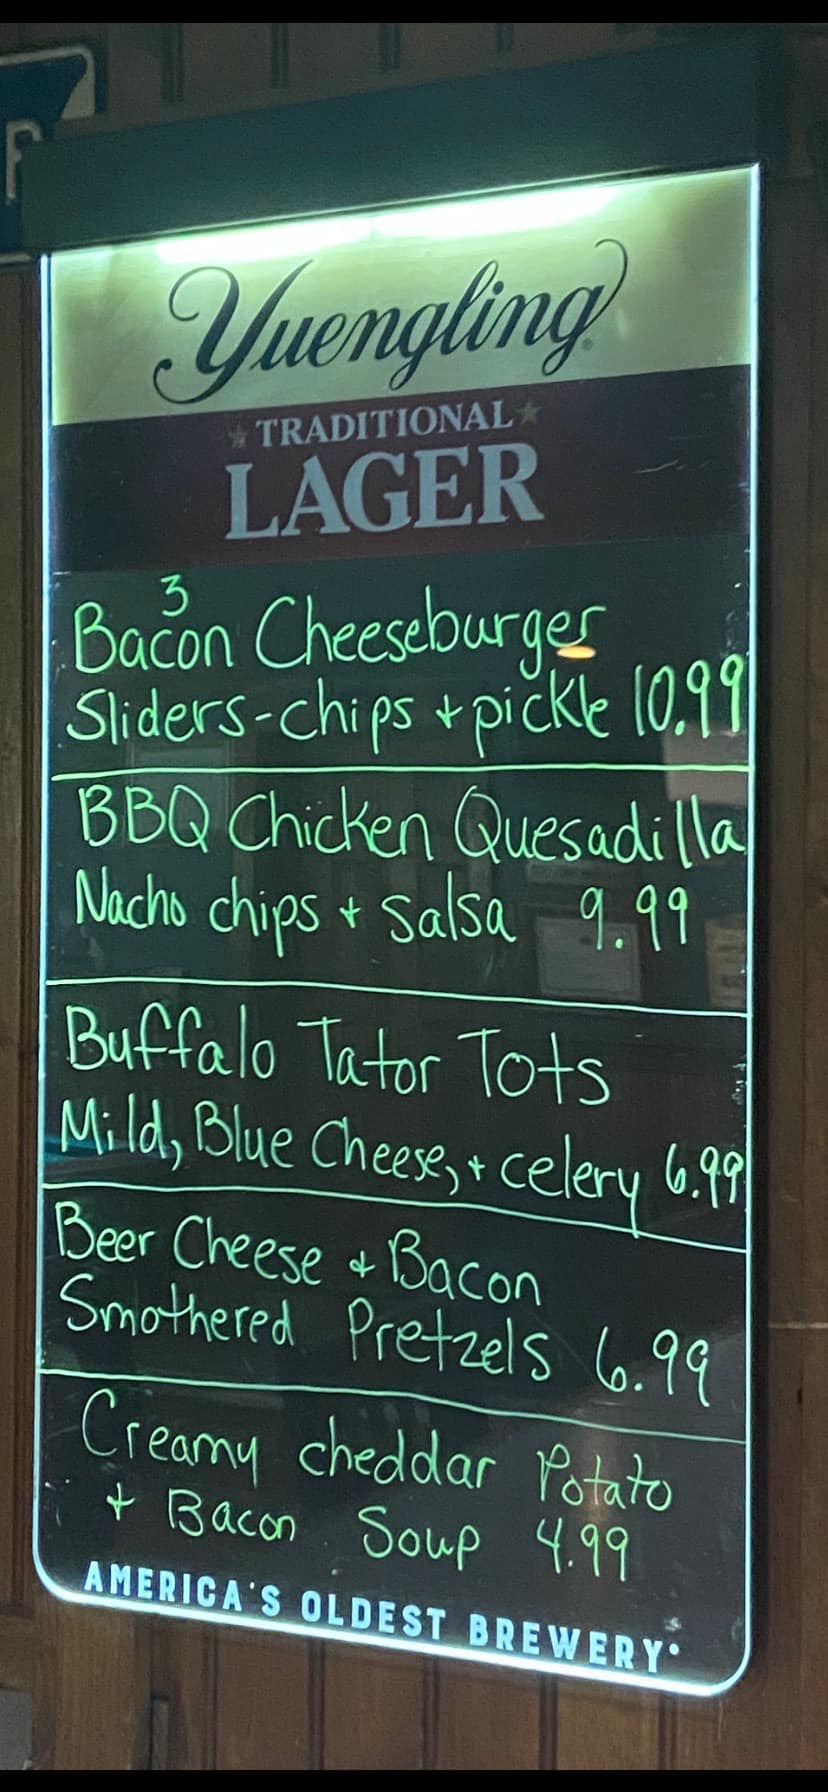 Yuengling®
TRADITIONAL
LAGER
3
Bacon Cheeseburger
Sliders-chips + pickle 10.99
BBQ Chicken Quesadilla
Nacho chips + salsa 9.99
Buffalo Tator Tots
Mild, Blue Cheese, + celery 6.99
Beer Cheese + Bacon
Smothered Pretzels 6.99
Creamy cheddar Potato
+ Bacon Soup 4.99
AMERICA'S OLDEST BREWERY®